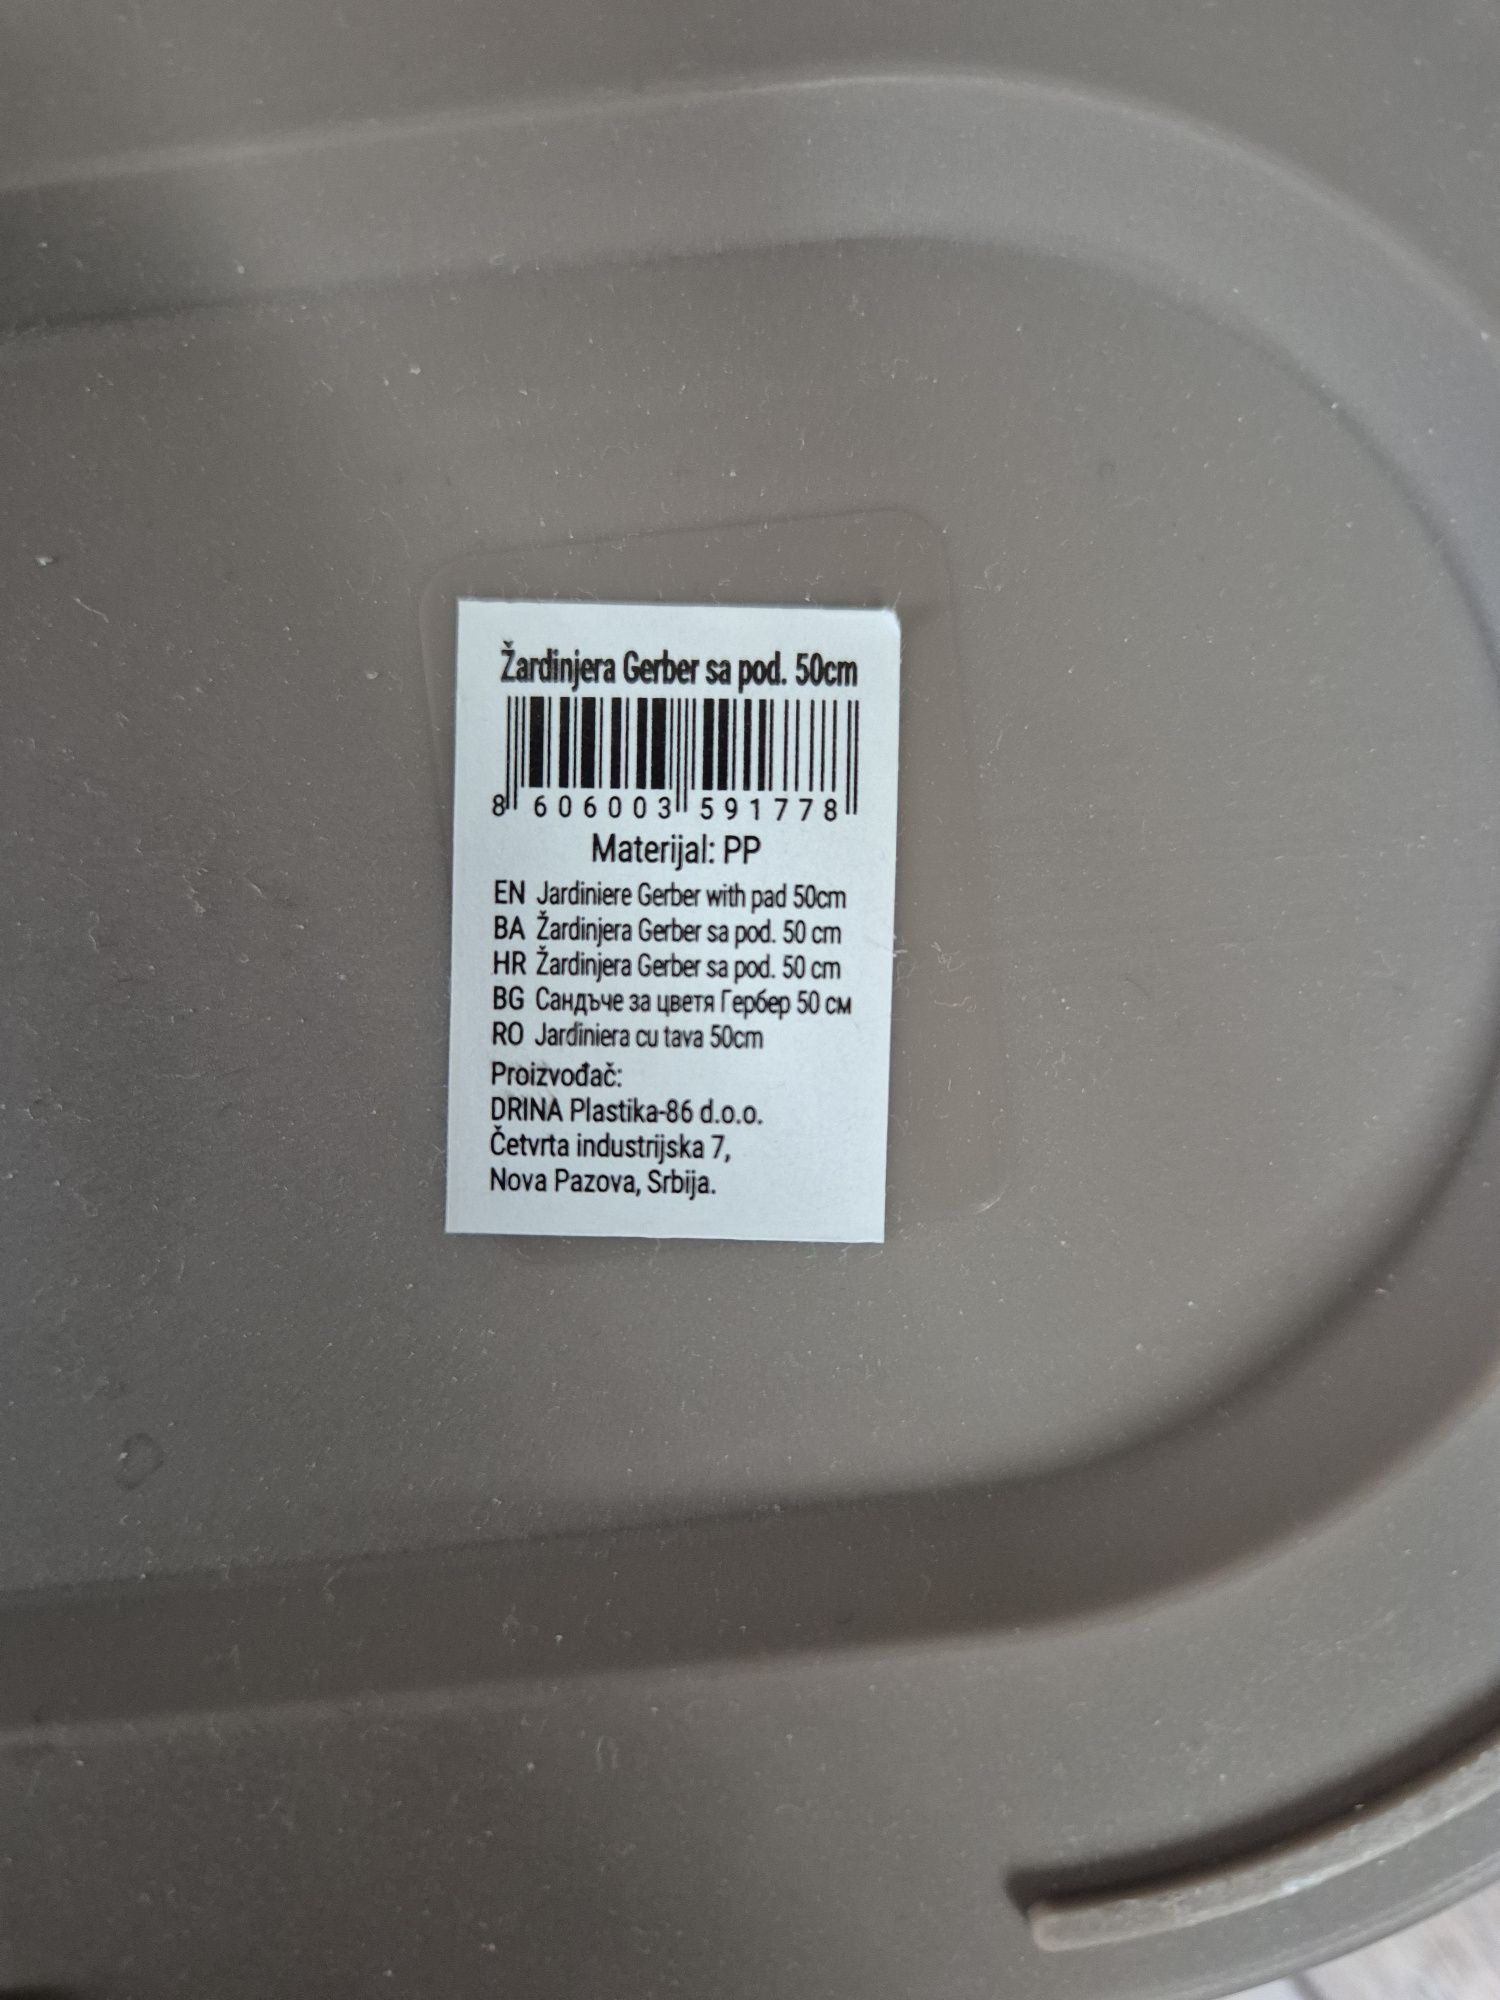 Žardinjera Gerber sa pod. 50cm
8 606003 591778
Materijal: PP
EN Jardiniere Gerber with pad 50cm
BA Žardinjera Gerber sa pod. 50 cm
HR Žardinjera Gerber sa pod. 50 cm
BG Сандъче за цветя Гербер 50 см
RO Jardiniera cu tava 50cm
Proizvođač:
DRINA Plastika-86 d.o.o.
Četvrta industrijska 7,
Nova Pazova, Srbija.